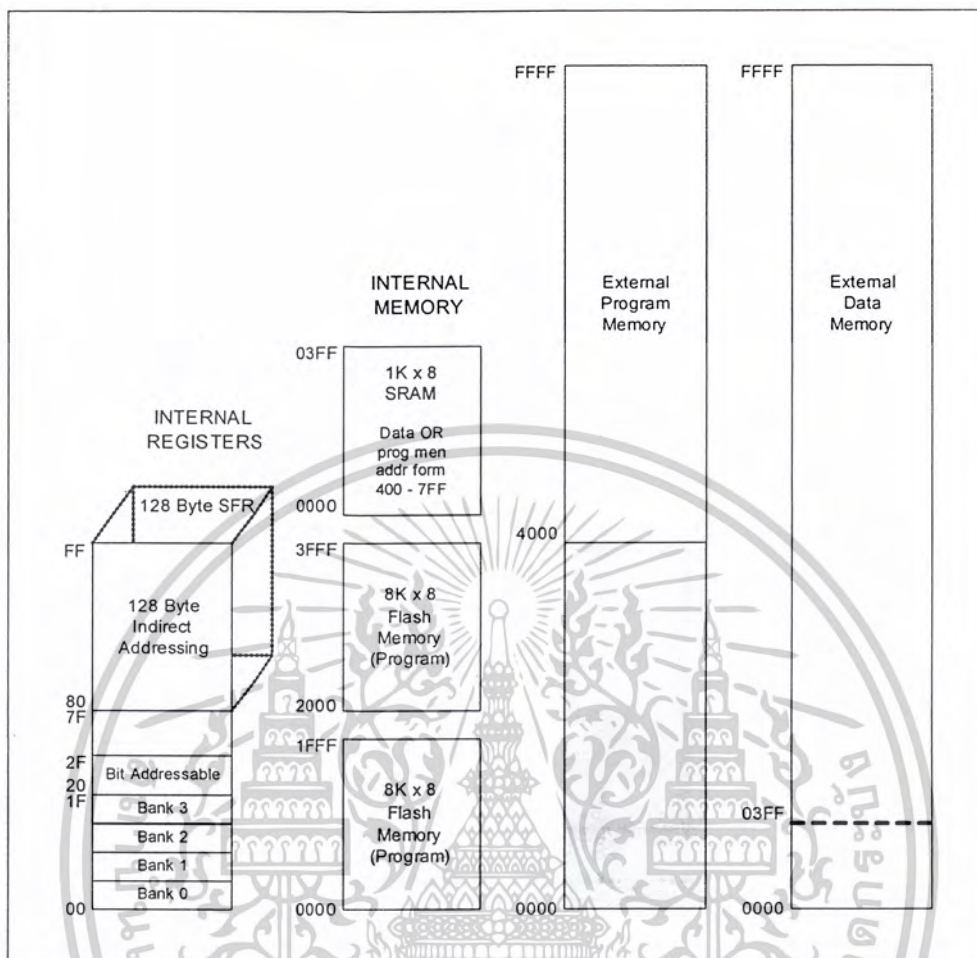 FFFF
FFFF
INTERNAL
MEMORY
External
Program
Memory
External
Data
Memory
03FF
1K x 8
SRAM
Data OR
prog men
addr form
400 - 7FF
0000
INTERNAL
REGISTERS
128 Byte SFR
FF
128 Byte
Indirect
Addressing
80
7F
2F
Bit Addressable
20
1F
Bank 3
Bank 2
Bank 1
Bank 0
00
3FFF
8K x 8
Flash
Memory
(Program)
2000
1FFF
8K x 8
Flash
Memory
(Program)
0000
4000
0000
03FF
0000